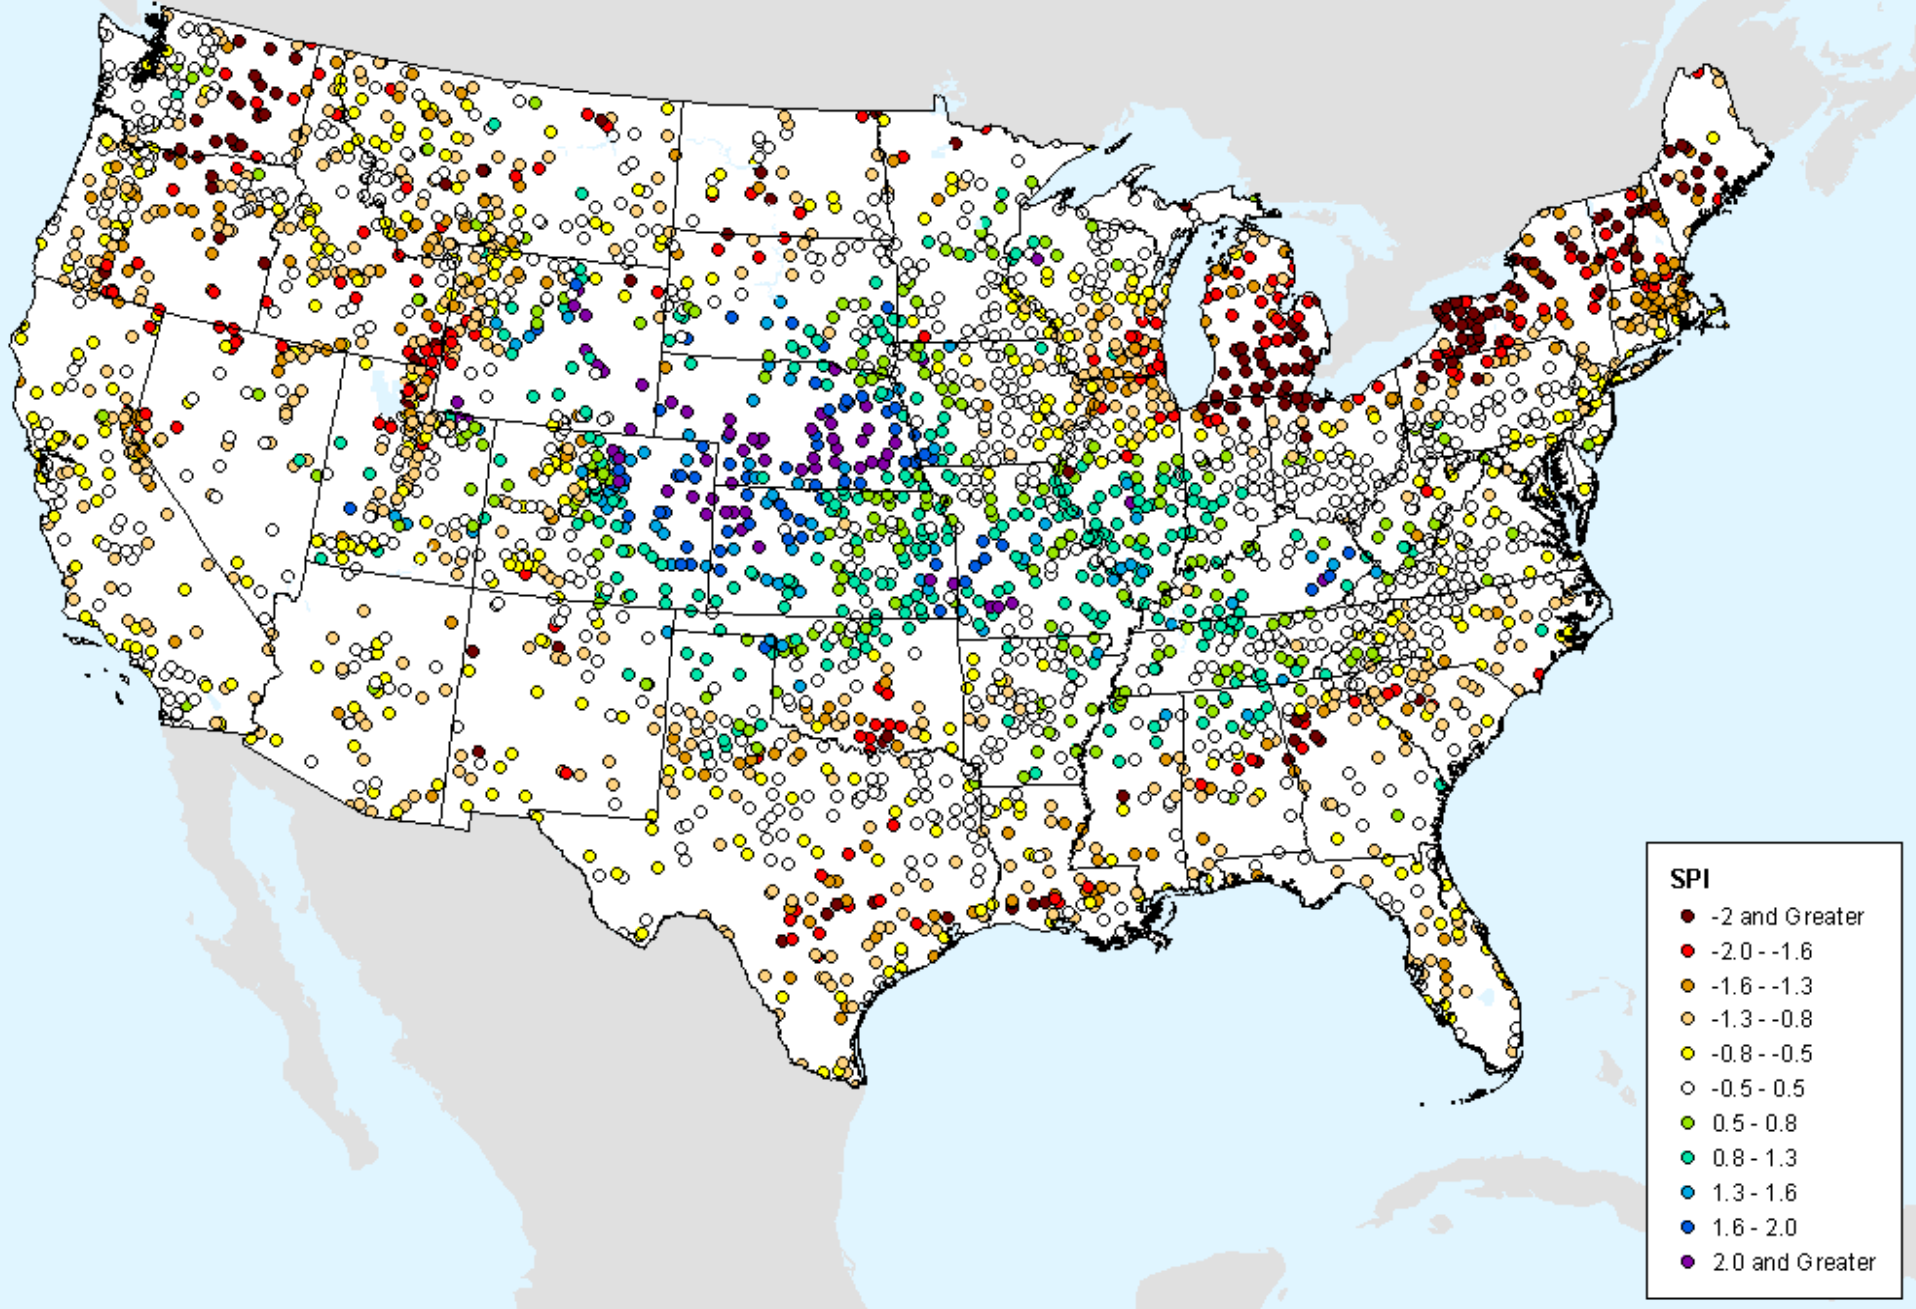 SPI
-2 and Greater
-2.0 - -1.6
-1.6 - -1.3
-1.3 - -0.8
-0.8 - -0.5
-0.5 - 0.5
0.5 - 0.8
0.8 - 1.3
1.3 - 1.6
1.6 - 2.0
2.0 and Greater